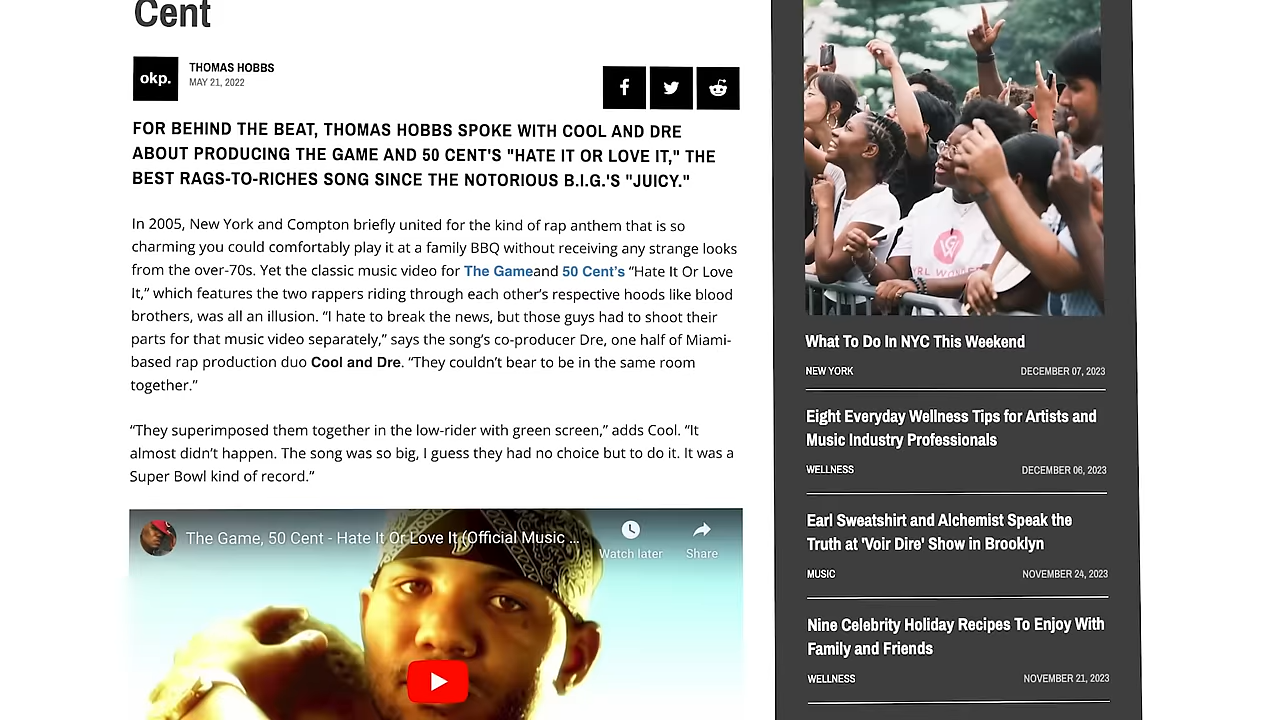 Cent
okp.
THOMAS HOBBS
MAY 21, 2022
FOR BEHIND THE BEAT, THOMAS HOBBS SPOKE WITH COOL AND DRE
ABOUT PRODUCING THE GAME AND 50 CENT'S "HATE IT OR LOVE IT," THE
BEST RAGS-TO-RICHES SONG SINCE THE NOTORIOUS B.I.G.'S "JUICY."
In 2005, New York and Compton briefly united for the kind of rap anthem that is so
charming you could comfortably play it at a family BBQ without receiving any strange looks
from the over-70s. Yet the classic music video for The Gameand 50 Cent’s “Hate It Or Love
It,” which features the two rappers riding through each other’s respective hoods like blood
brothers, was all an illusion. “I hate to break the news, but those guys had to shoot their
parts for that music video separately,” says the song’s co-producer Dre, one half of Miami-
based rap production duo Cool and Dre. “They couldn’t bear to be in the same room
together.”
“They superimposed them together in the low-rider with green screen,” adds Cool. “It
almost didn’t happen. The song was so big, I guess they had no choice but to do it. It was a
Super Bowl kind of record.”
The Game, 50 Cent - Hate It Or Love It (Official Music ...
Watch later
Share
What To Do In NYC This Weekend
NEW YORK
DECEMBER 07, 2023
Eight Everyday Wellness Tips for Artists and
Music Industry Professionals
WELLNESS
DECEMBER 06, 2023
Earl Sweatshirt and Alchemist Speak the
Truth at 'Voir Dire' Show in Brooklyn
MUSIC
NOVEMBER 24, 2023
Nine Celebrity Holiday Recipes To Enjoy With
Family and Friends
WELLNESS
NOVEMBER 21, 2023